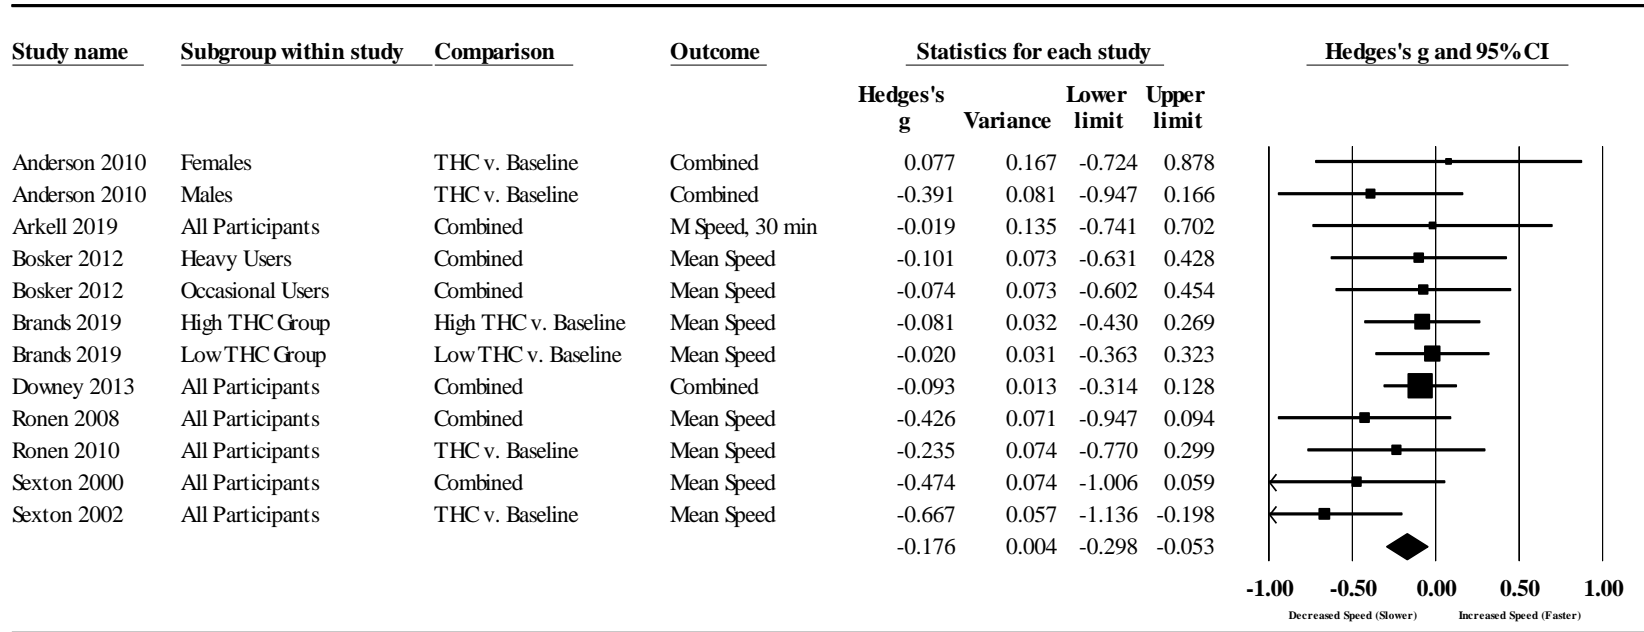 Study name Subgroup within study Comparison Outcome Statistics for each study Hedges's g and 95% CI
Hedges's g Variance Lower limit Upper limit
Anderson 2010 Females THC v. Baseline Combined 0.077 0.167 -0.724 0.878
Anderson 2010 Males THC v. Baseline Combined -0.391 0.081 -0.947 0.166
Arkell 2019 All Participants Combined M Speed, 30 min -0.019 0.135 -0.741 0.702
Bosker 2012 Heavy Users Combined Mean Speed -0.101 0.073 -0.631 0.428
Bosker 2012 Occasional Users Combined Mean Speed -0.074 0.073 -0.602 0.454
Brands 2019 High THC Group High THC v. Baseline Mean Speed -0.081 0.032 -0.430 0.269
Brands 2019 Low THC Group Low THC v. Baseline Mean Speed -0.020 0.031 -0.363 0.323
Downey 2013 All Participants Combined Combined -0.093 0.013 -0.314 0.128
Ronen 2008 All Participants Combined Mean Speed -0.426 0.071 -0.947 0.094
Ronen 2010 All Participants THC v. Baseline Mean Speed -0.235 0.074 -0.770 0.299
Sexton 2000 All Participants Combined Mean Speed -0.474 0.074 -1.006 0.059
Sexton 2002 All Participants THC v. Baseline Mean Speed -0.667 0.057 -1.136 -0.198
-0.176 0.004 -0.298 -0.053
-1.00 -0.50 0.00 0.50 1.00
Decreased Speed (Slower) Increased Speed (Faster)